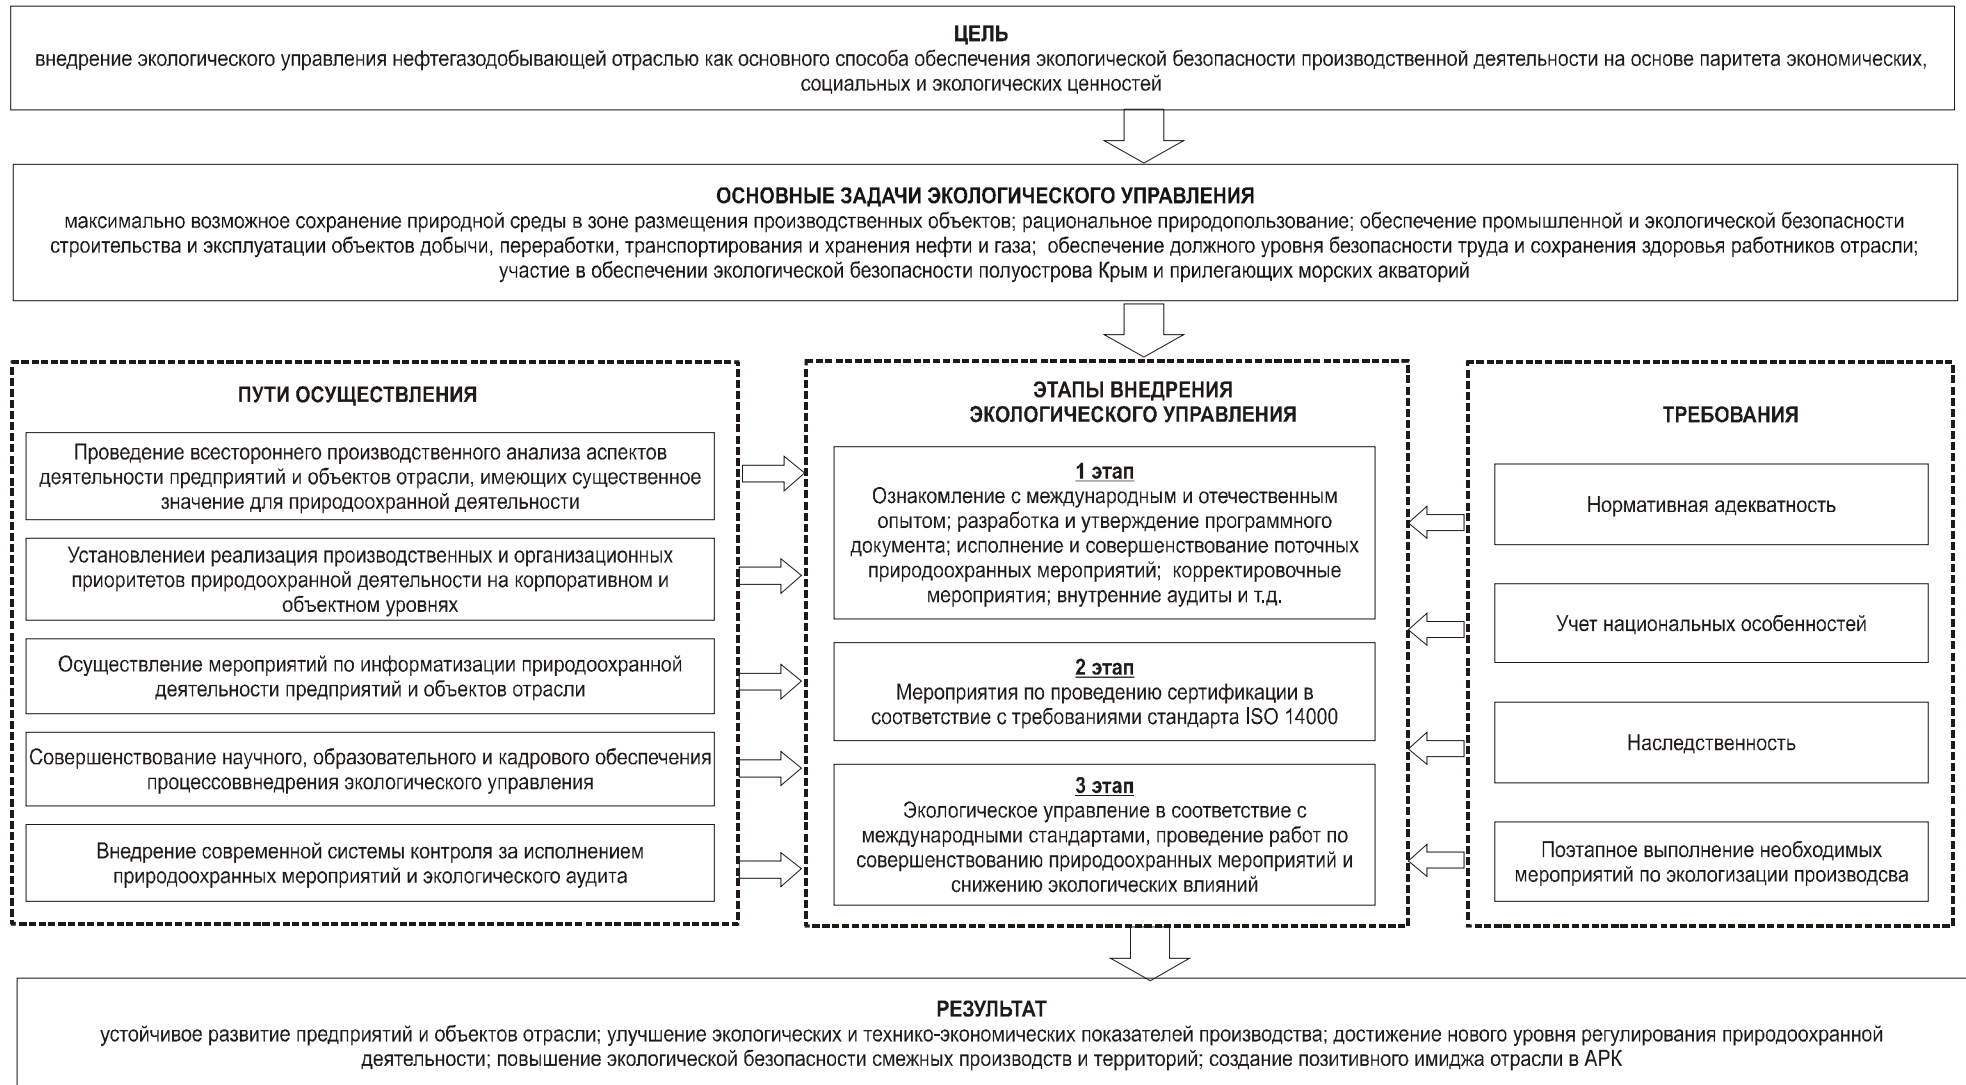 ЦЕЛЬ
внедрение экологического управления нефтегазодобывающей отраслью как основного способа обеспечения экологической безопасности производственной деятельности на основе паритета экономических,
социальных и экологических ценностей
ОСНОВНЫЕ ЗАДАЧИ ЭКОЛОГИЧЕСКОГО УПРАВЛЕНИЯ
максимально возможное сохранение природной среды в зоне размещения производственных объектов; рациональное природопользование; обеспечение промышленной и экологической безопасности
строительства и эксплуатации объектов добычи, переработки, транспортирования и хранения нефти и газа; обеспечение должного уровня безопасности труда и сохранения здоровья работников отрасли;
участие в обеспечении экологической безопасности полуострова Крым и прилегающих морских акваторий
ПУТИ ОСУЩЕСТВЛЕНИЯ
Проведение всестороннего производственного анализа аспектов
деятельности предприятий и объектов отрасли, имеющих существенное
значение для природоохранной деятельности
Установлениеи реализация производственных и организационных
приоритетов природоохранной деятельности на корпоративном и
объектном уровнях
Осуществление мероприятий по информатизации природоохранной
деятельности предприятий и объектов отрасли
Совершенствование научного, образовательного и кадрового обеспечения
процессоввнедрения экологического управления
Внедрение современной системы контроля за исполнением
природоохранных мероприятий и экологического аудита
ЭТАПЫ ВНЕДРЕНИЯ
ЭКОЛОГИЧЕСКОГО УПРАВЛЕНИЯ
1 этап
Ознакомление с международным и отечественным
опытом; разработка и утверждение программного
документа; исполнение и совершенствование поточных
природоохранных мероприятий; корректировочные
мероприятия; внутренние аудиты и т.д.
2 этап
Мероприятия по проведению сертификации в
соответствие с требованиями стандарта ISO 14000
3 этап
Экологическое управление в соответствие с
международными стандартами, проведение работ по
совершенствованию природоохранных мероприятий и
снижению экологических влияний
ТРЕБОВАНИЯ
Нормативная адекватность
Учет национальных особенностей
Наследственность
Поэтапное выполнение необходимых
мероприятий по экологизации производсва
РЕЗУЛЬТАТ
устойчивое развитие предприятий и объектов отрасли; улучшение экологических и технико-экономических показателей производства; достижение нового уровня регулирования природоохранной
деятельности; повышение экологической безопасности смежных производств и территорий; создание позитивного имиджа отрасли в АРК